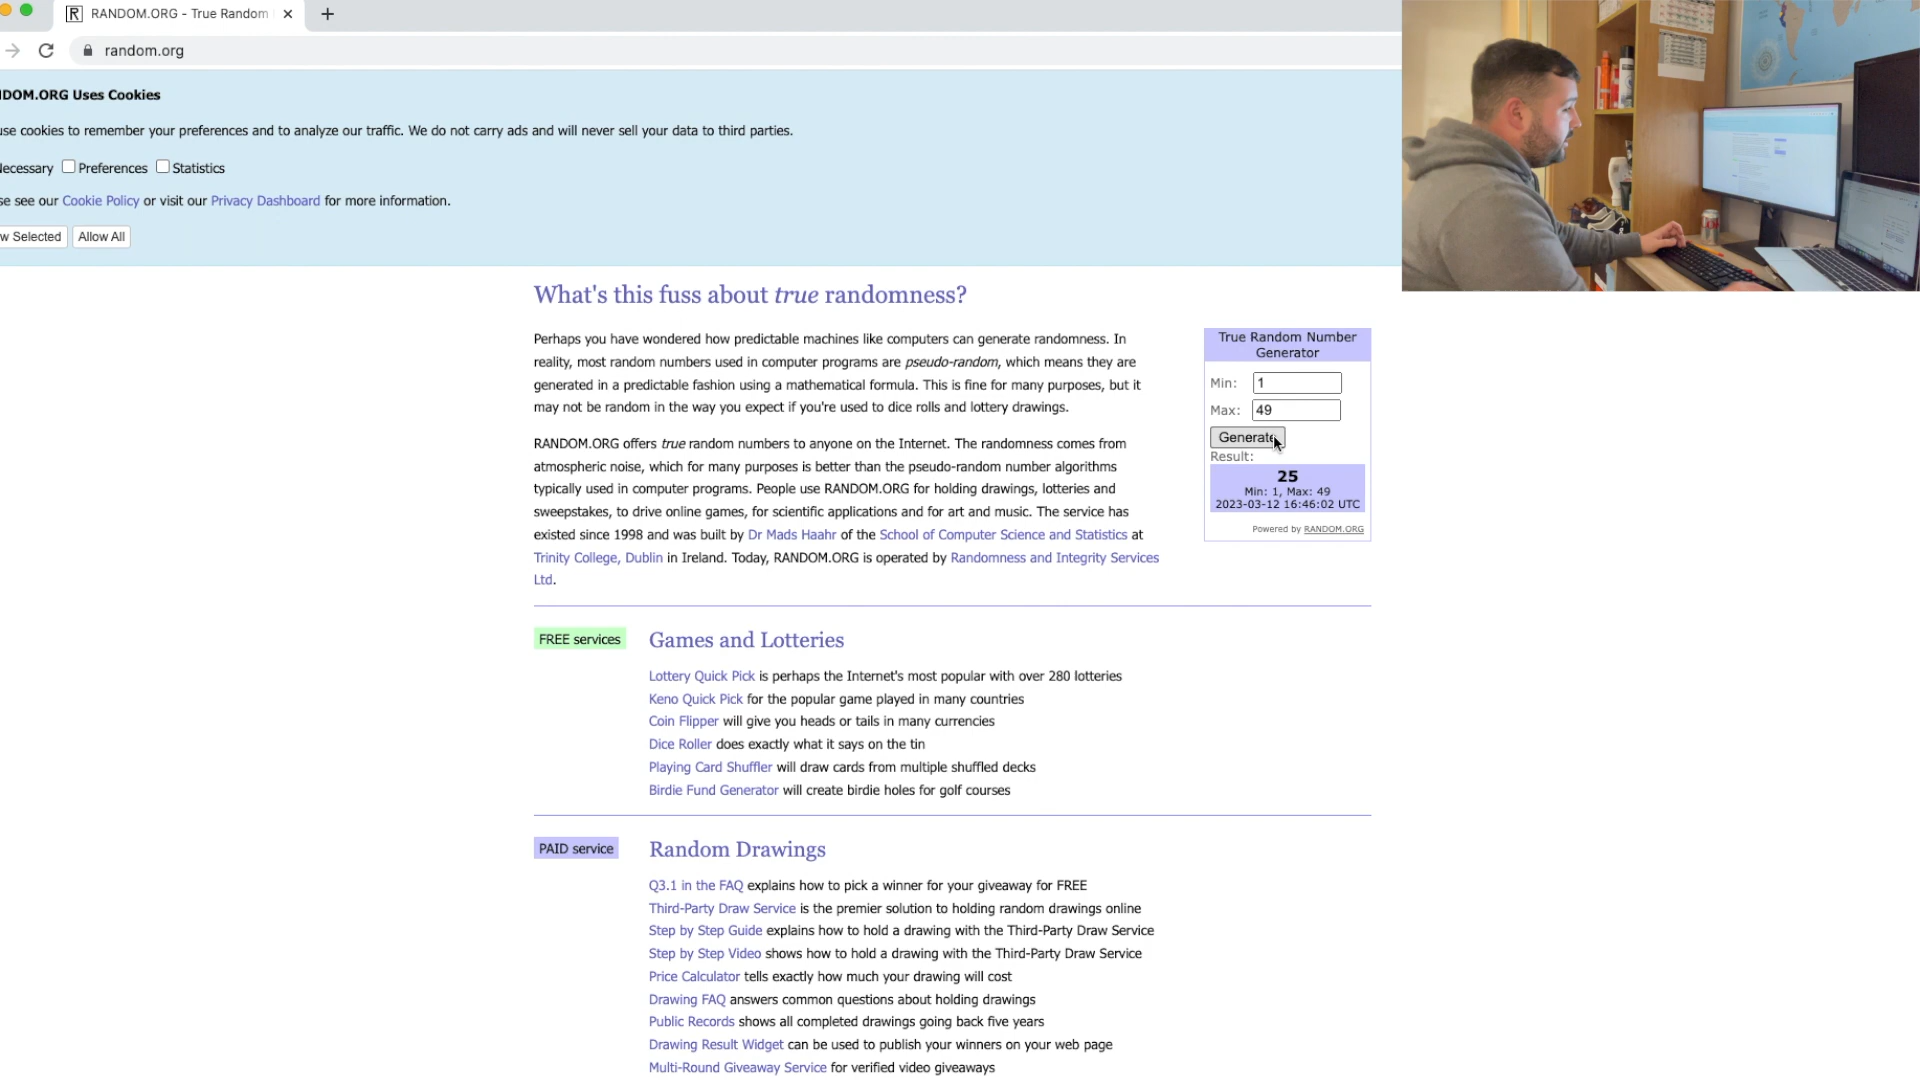 RANDOM.ORG - True Random
random.org
DOM.ORG Uses Cookies
use cookies to remember your preferences and to analyze our traffic. We do not carry ads and will never sell your data to third parties.
Necessary Preferences Statistics
se see our Cookie Policy or visit our Privacy Dashboard for more information.
w Selected Allow All
What's this fuss about true randomness?
Perhaps you have wondered how predictable machines like computers can generate randomness. In
reality, most random numbers used in computer programs are pseudo-random, which means they are
generated in a predictable fashion using a mathematical formula. This is fine for many purposes, but it
may not be random in the way you expect if you're used to dice rolls and lottery drawings.
RANDOM.ORG offers true random numbers to anyone on the Internet. The randomness comes from
atmospheric noise, which for many purposes is better than the pseudo-random number algorithms
typically used in computer programs. People use RANDOM.ORG for holding drawings, lotteries and
sweepstakes, to drive online games, for scientific applications and for art and music. The service has
existed since 1998 and was built by Dr Mads Haahr of the School of Computer Science and Statistics at
Trinity College, Dublin in Ireland. Today, RANDOM.ORG is operated by Randomness and Integrity Services
Ltd.
True Random Number
Generator
Min: 1
Max: 49
Generate
Result:
25
Min: 1, Max: 49
2023-03-12 16:46:02 UTC
Powered by RANDOM.ORG
FREE services Games and Lotteries
Lottery Quick Pick is perhaps the Internet's most popular with over 280 lotteries
Keno Quick Pick for the popular game played in many countries
Coin Flipper will give you heads or tails in many currencies
Dice Roller does exactly what it says on the tin
Playing Card Shuffler will draw cards from multiple shuffled decks
Birdie Fund Generator will create birdie holes for golf courses
PAID service Random Drawings
Q3.1 in the FAQ explains how to pick a winner for your giveaway for FREE
Third-Party Draw Service is the premier solution to holding random drawings online
Step by Step Guide explains how to hold a drawing with the Third-Party Draw Service
Step by Step Video shows how to hold a drawing with the Third-Party Draw Service
Price Calculator tells exactly how much your drawing will cost
Drawing FAQ answers common questions about holding drawings
Public Records shows all completed drawings going back five years
Drawing Result Widget can be used to publish your winners on your web page
Multi-Round Giveaway Service for verified video giveaways